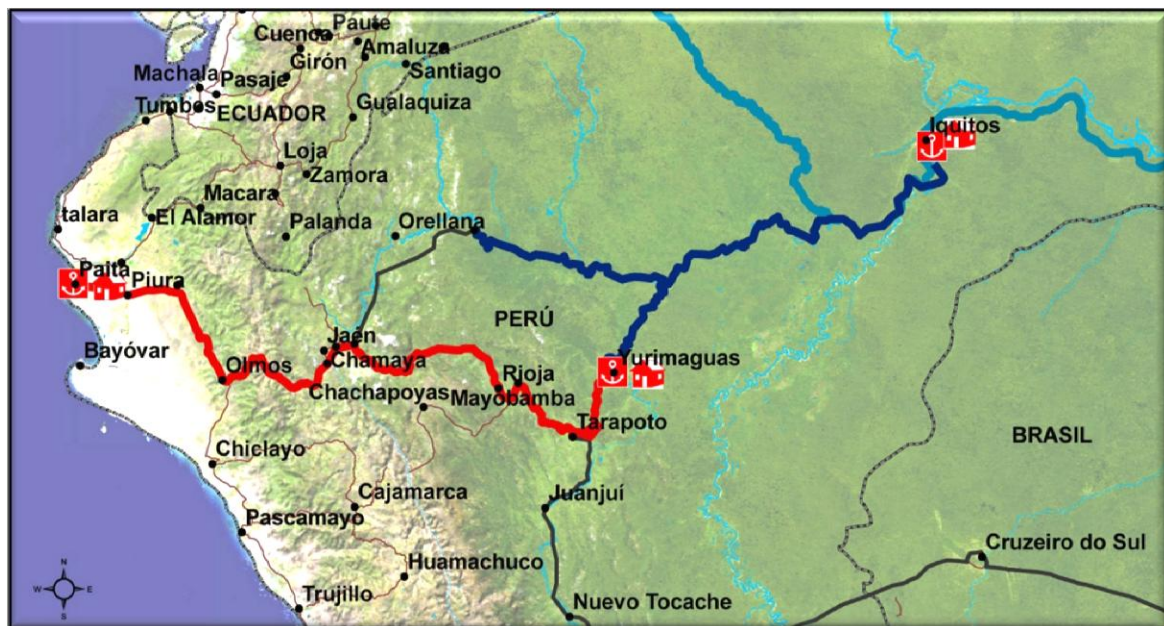 Paute
Cuenca
Amaluza
Girón
Santiago
Machala
Pasaje
Gualaquiza
Tumbes
ECUADOR
Iquitos
Loja
Zamora
Macara
talara
El Alamor
Palanda
Orellana
Paita
Piura
PERÚ
Bayóvar
Jaén
Chamaya
Olmos
Yurimaguas
Rioja
Chachapoyas
Mayobamba
Tarapoto
BRASIL
Chiclayo
Cajamarca
Juanjuí
Pascamayo
Cruzeiro do Sul
Huamachuco
Trujillo
Nuevo Tocache
N
W E
S